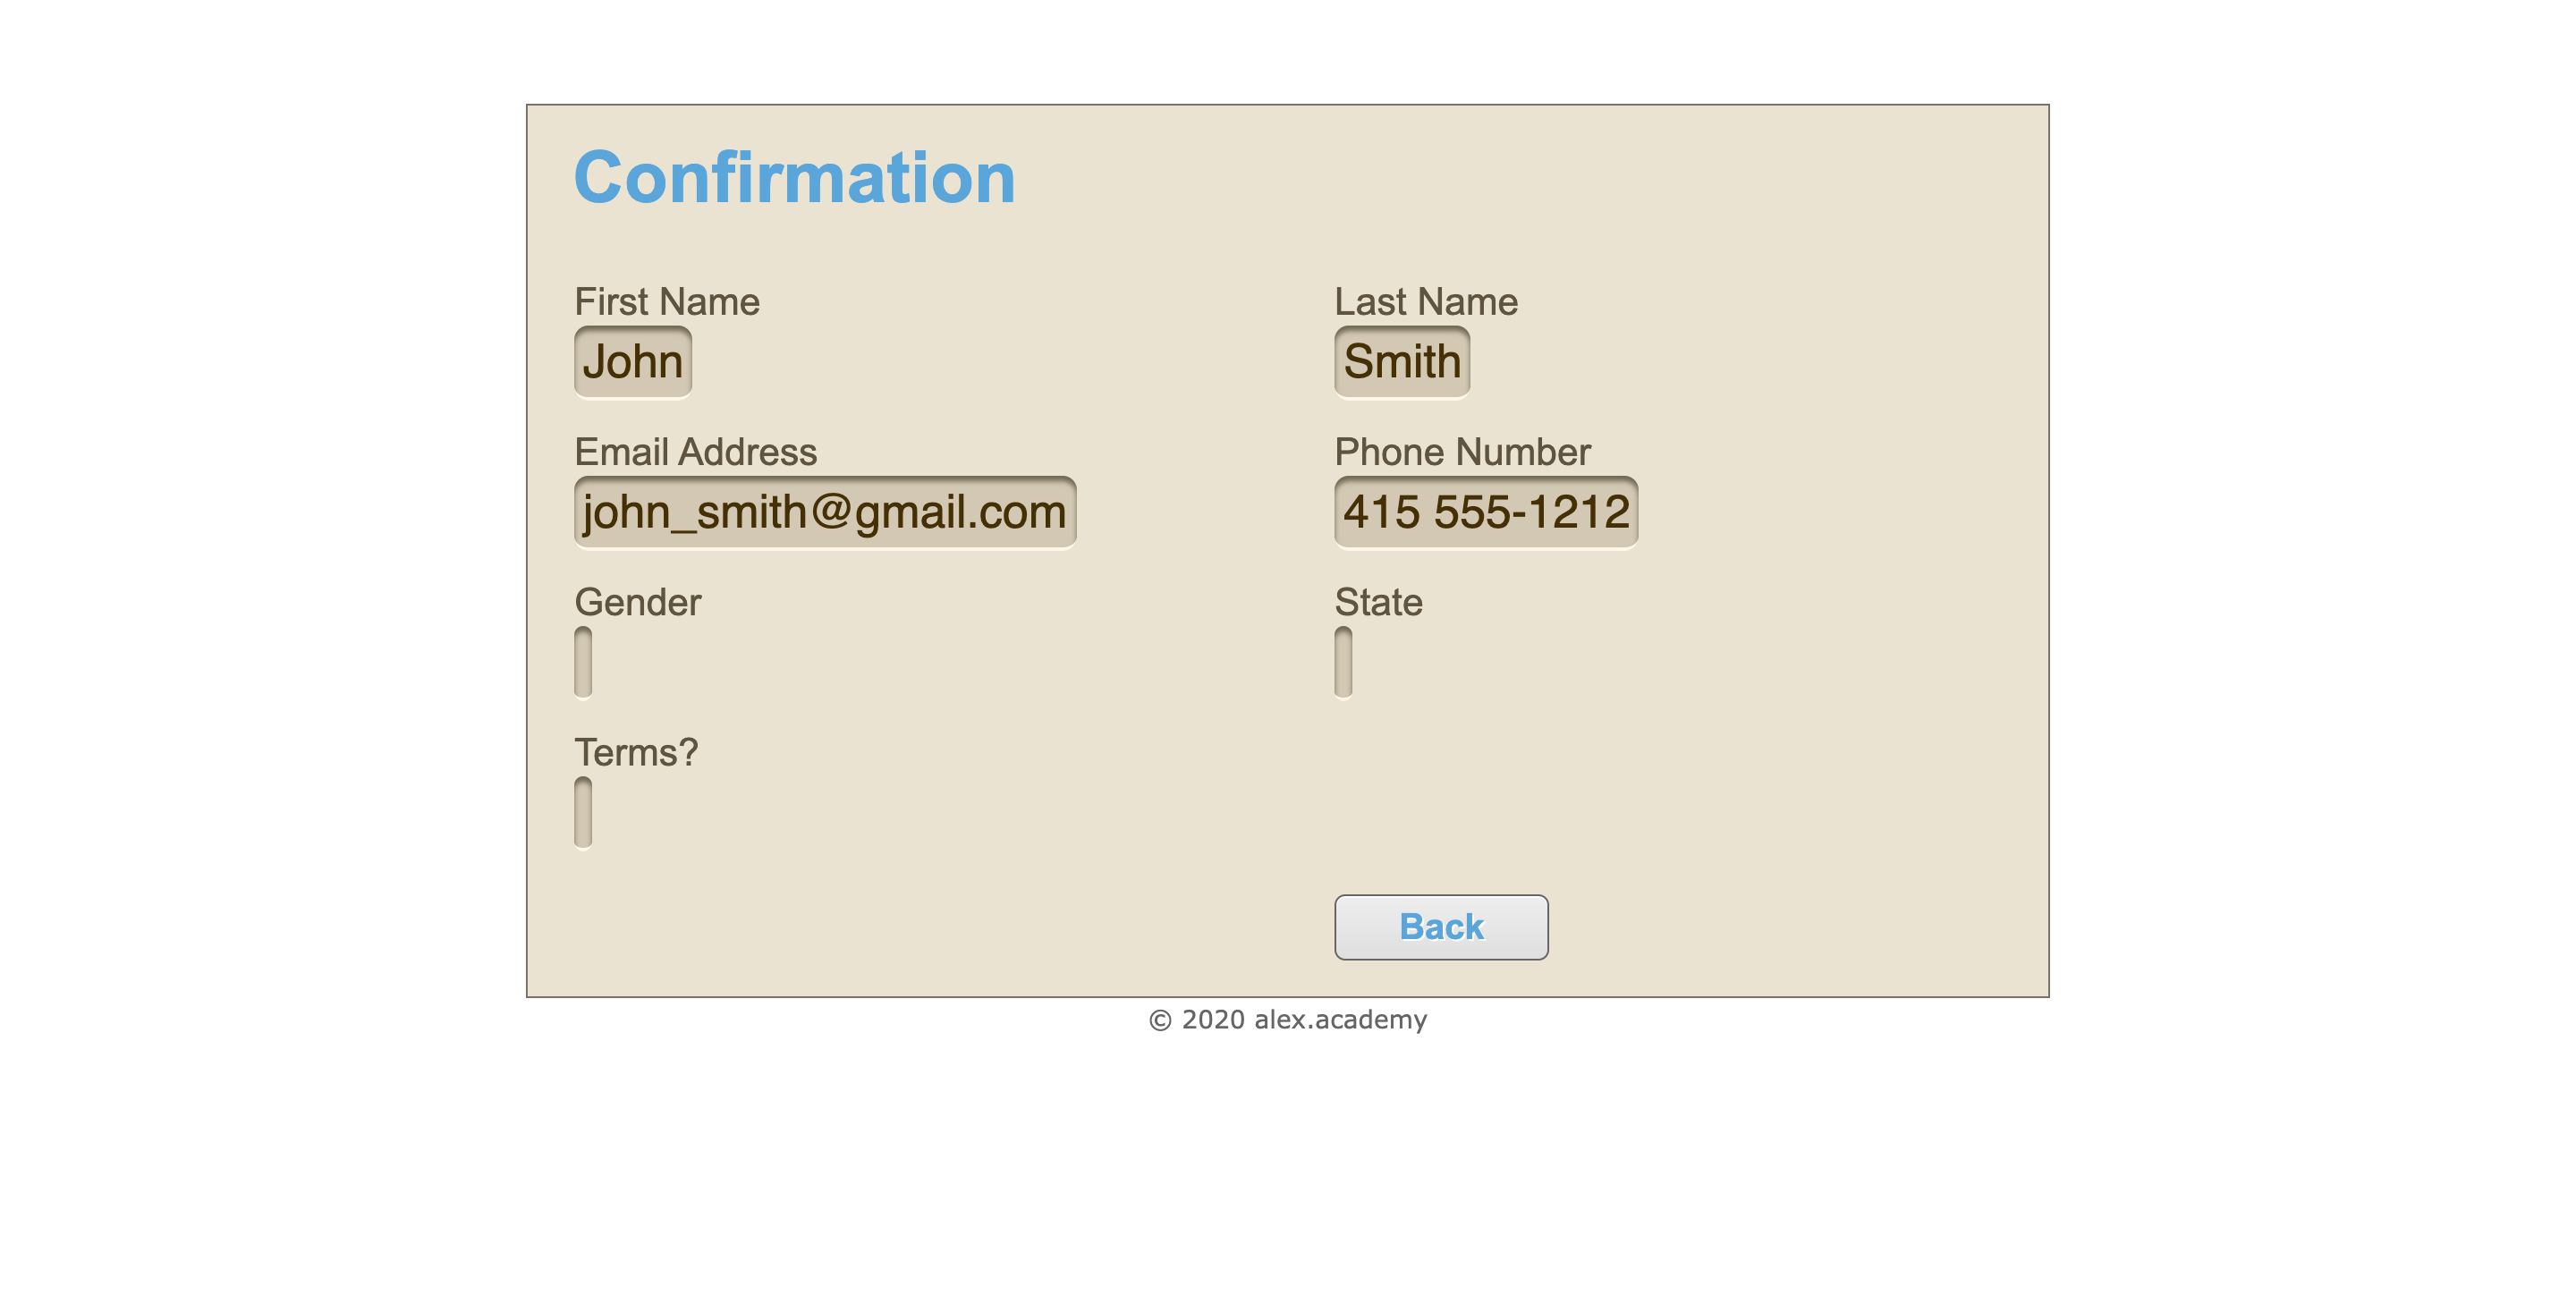 Confirmation
First Name
Last Name
John
Smith
Email Address
Phone Number
john_smith@gmail.com
415 555-1212
Gender
State
Terms?
Back
© 2020 alex.academy